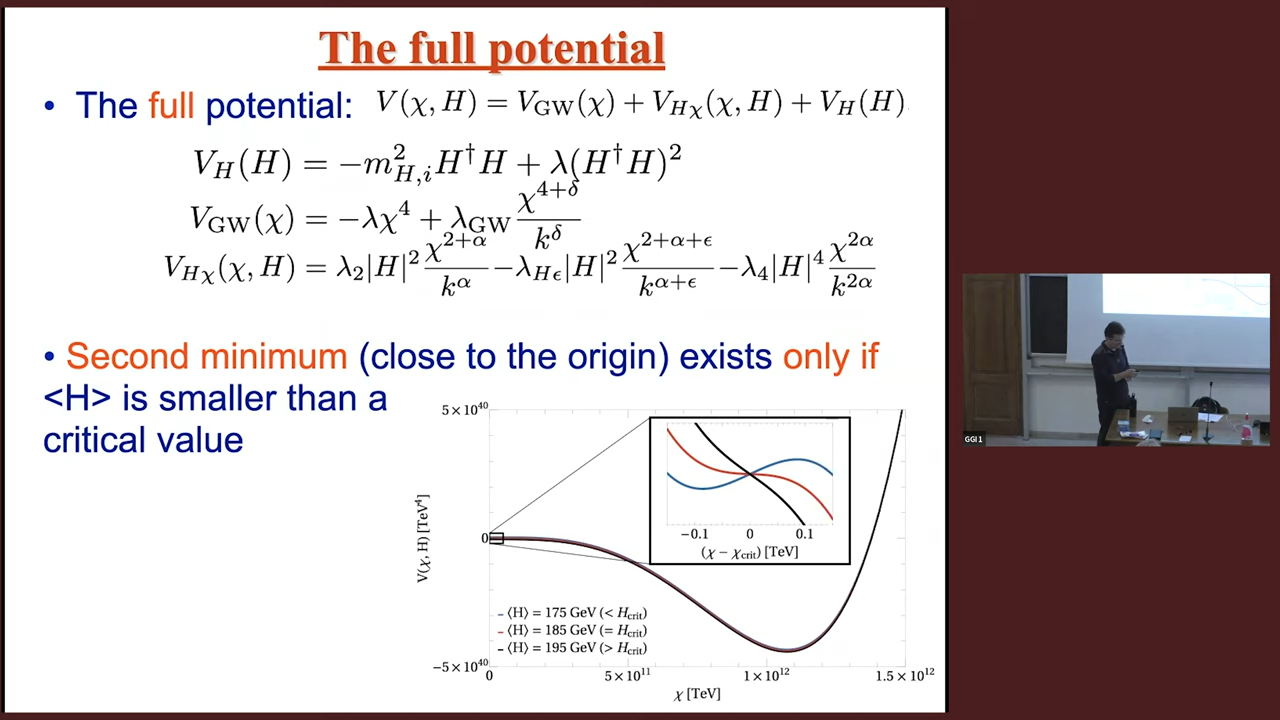 The full potential
• The full potential: V(χ, H) = V_GW(χ) + V_Hχ(χ, H) + V_H(H)
V_H(H) = −m²_{H,i} H†H + λ(H†H)²
V_GW(χ) = −λχ⁴ + λ_GW χ^{4+δ} / k^δ
V_Hχ(χ, H) = λ₂|H|² χ^{2+α} / k^α − λ_{Hϵ}|H|² χ^{2+α+ϵ} / k^{α+ϵ} − λ₄|H|⁴ χ^{2α} / k^{2α}
• Second minimum (close to the origin) exists only if
<H> is smaller than a
critical value
5×10⁴⁰
0
−5×10⁴⁰
V(χ, H) [TeV⁴]
−0.1 0 0.1
(χ − χ_crit) [TeV]
– ⟨H⟩ = 175 GeV (< H_crit)
– ⟨H⟩ = 185 GeV (= H_crit)
– ⟨H⟩ = 195 GeV (> H_crit)
0 5×10¹¹ 1×10¹² 1.5×10¹²
χ [TeV]
GGI 1